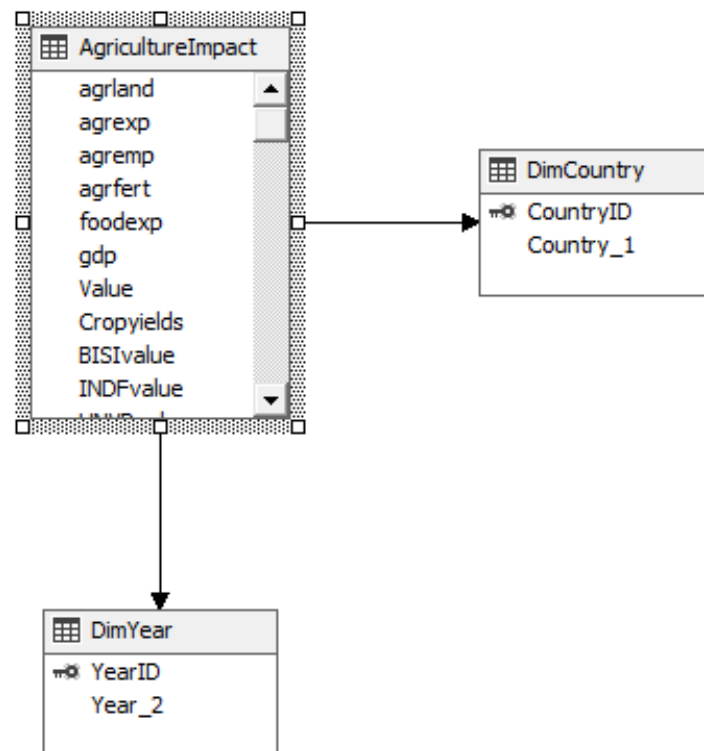 AgricultureImpact
agrland
agrexp
agremp
agrfert
foodexp
gdp
Value
Cropyields
BISIvalue
INDFvalue
DimCountry
CountryID
Country_1
DimYear
YearID
Year_2